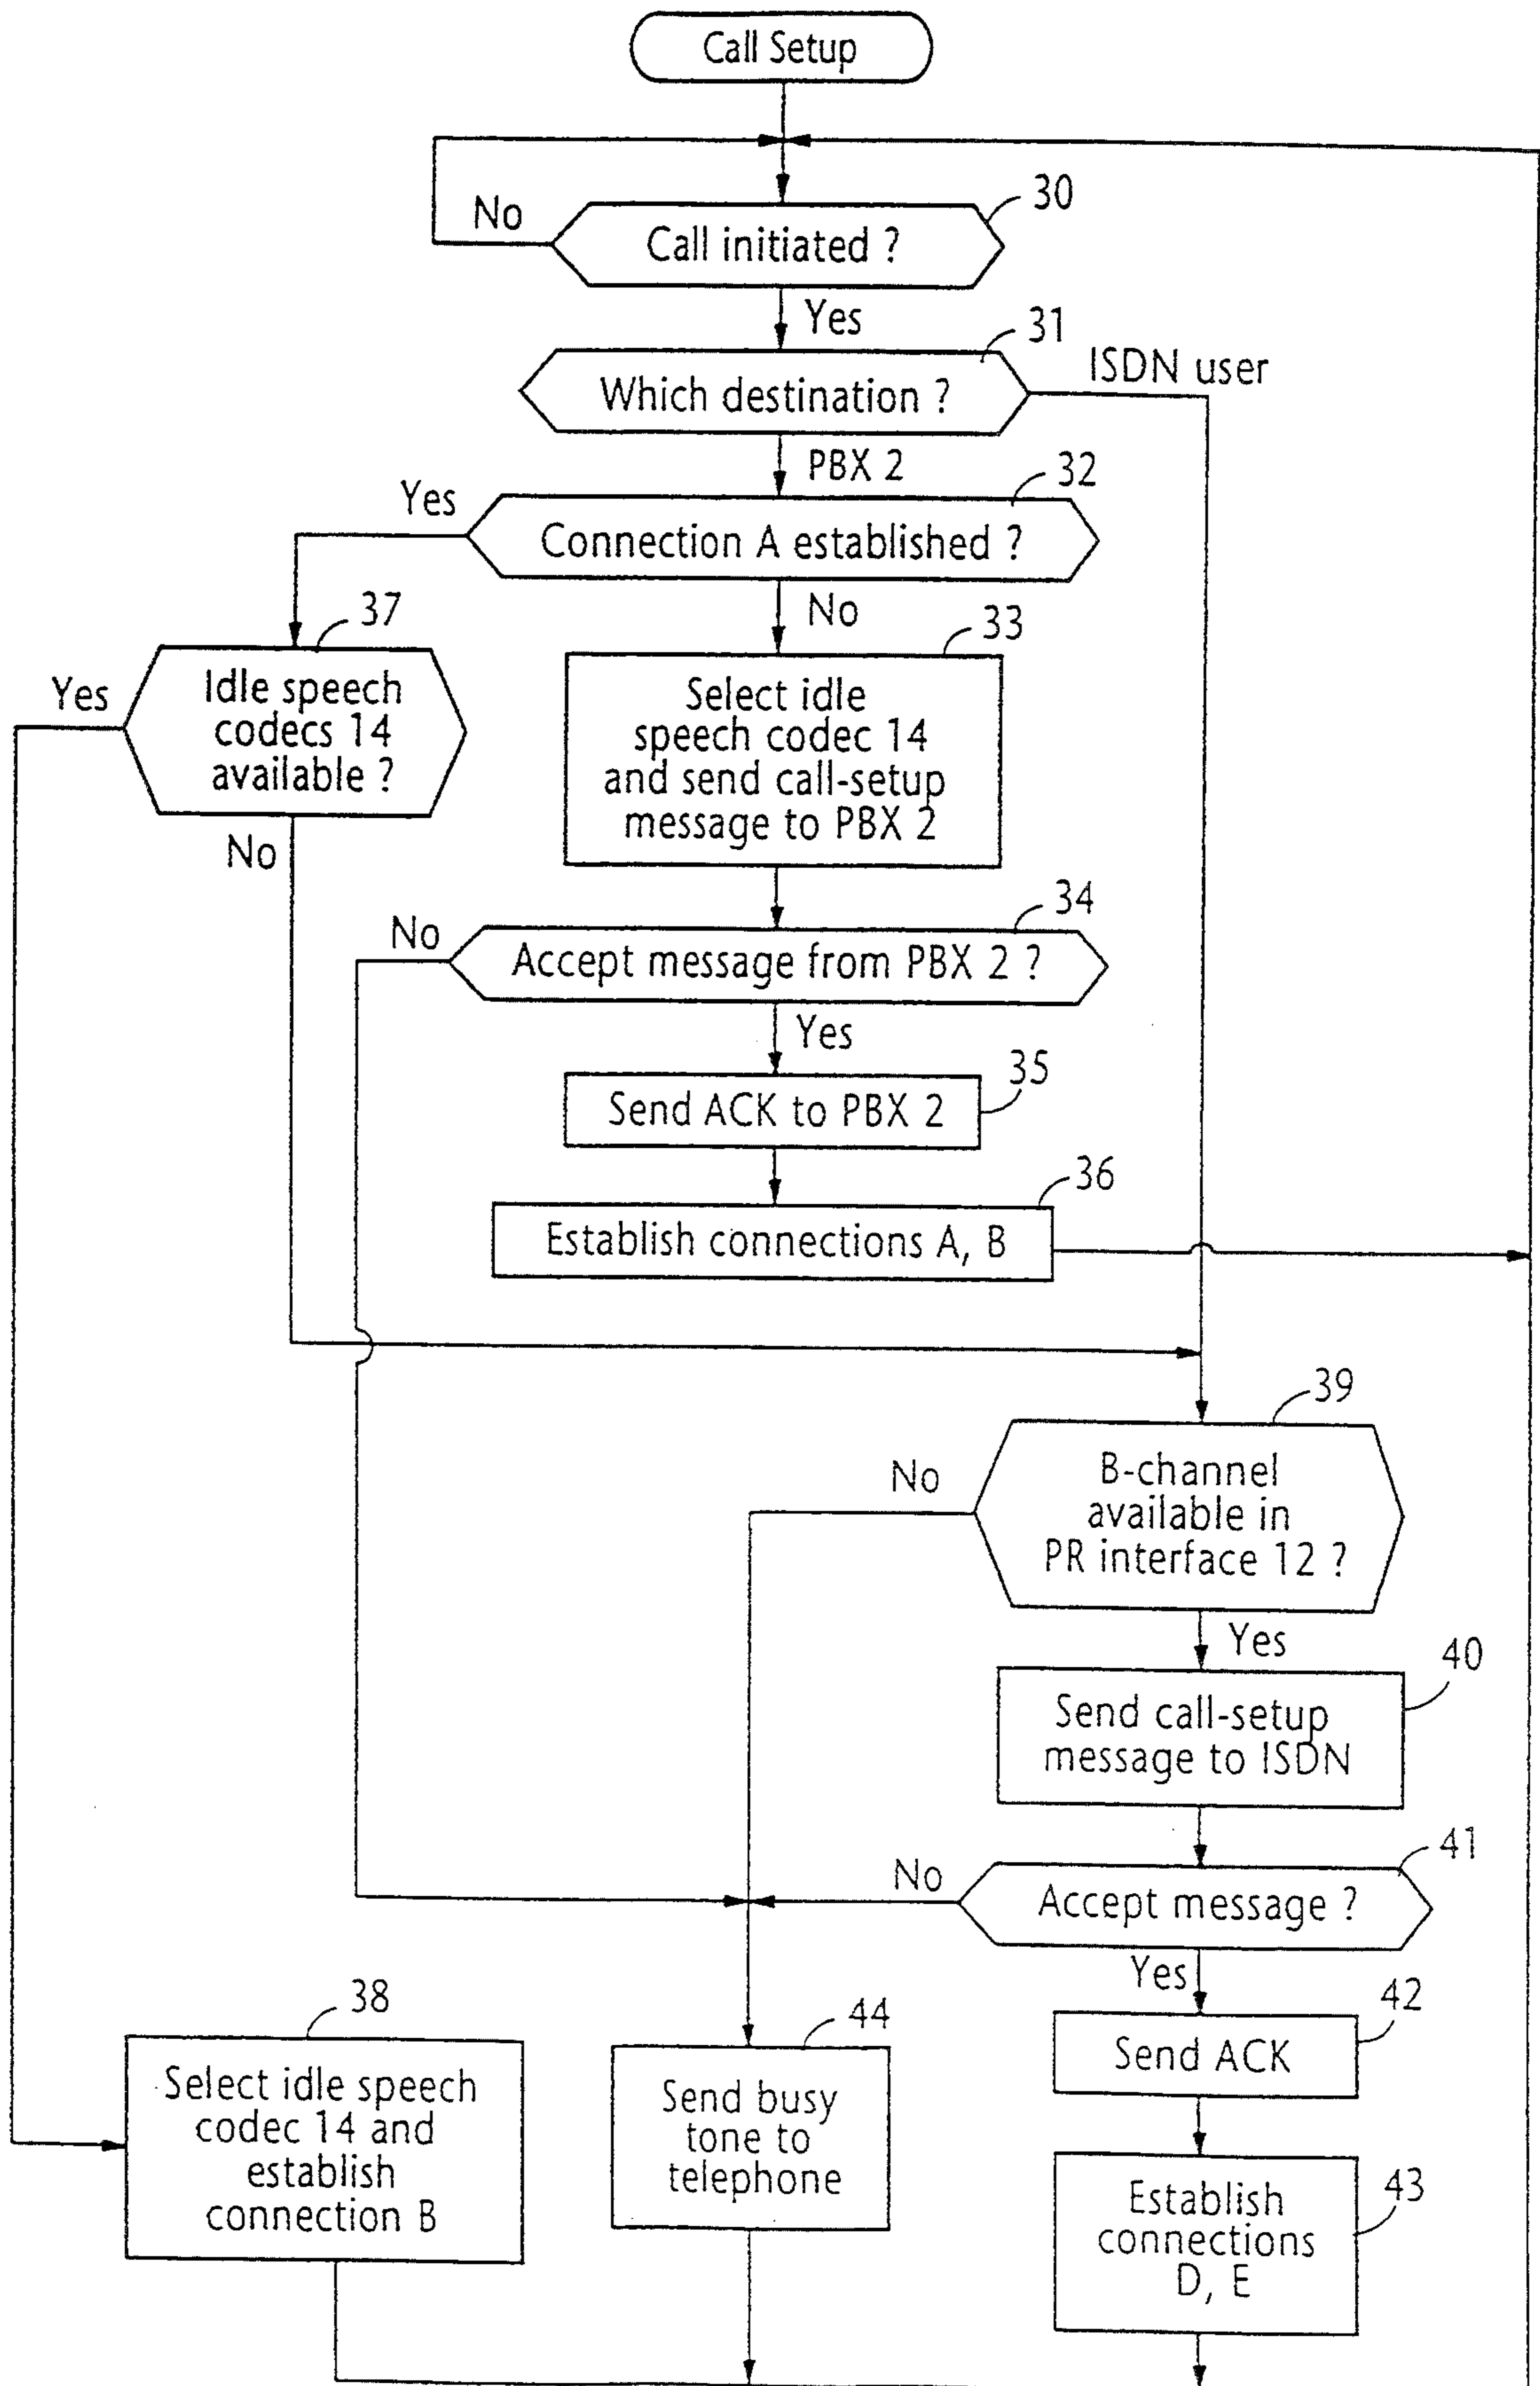 Call Setup
30
No
Call initiated ?
Yes
31
ISDN user
Which destination ?
PBX 2
32
Yes
Connection A established ?
No
37
33
Yes
Idle speech
codecs 14
available ?
Select idle
speech codec 14
and send call-setup
message to PBX 2
No
34
No
Accept message from PBX 2 ?
Yes
35
Send ACK to PBX 2
36
Establish connections A, B
39
No
B-channel
available in
PR interface 12 ?
Yes
40
Send call-setup
message to ISDN
41
No
Accept message ?
Yes
38
44
42
Send ACK
Select idle speech
codec 14 and
establish
connection B
Send busy
tone to
telephone
43
Establish
connections
D, E